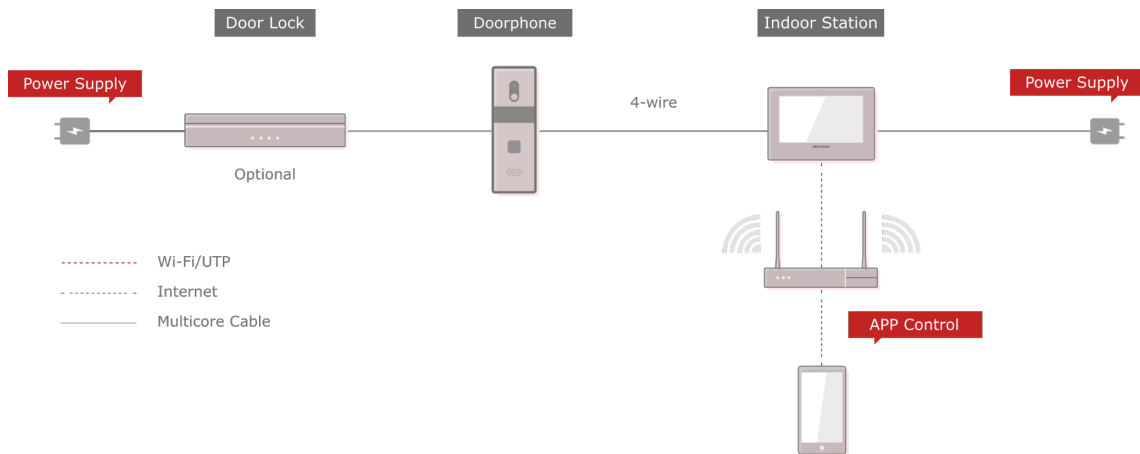 Door Lock
Doorphone
Indoor Station
Power Supply
Power Supply
4-wire
Optional
Wi-Fi/UTP
Internet
Multicore Cable
APP Control